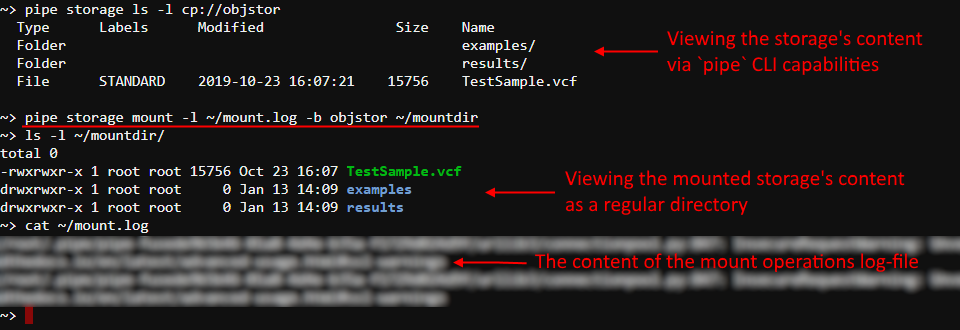 ~> pipe storage ls -l cp://objstor
Type Labels Modified Size Name
Folder examples/
Folder results/
File STANDARD 2019-10-23 16:07:21 15756 TestSample.vcf
Viewing the storage's content
via `pipe` CLI capabilities
~> pipe storage mount -l ~/mount.log -b objstor ~/mountdir
~> ls -l ~/mountdir/
total 0
-rwxrwxr-x 1 root root 15756 Oct 23 16:07 TestSample.vcf
drwxrwxr-x 1 root root 0 Jan 13 14:09 examples
drwxrwxr-x 1 root root 0 Jan 13 14:09 results
Viewing the mounted storage's content
as a regular directory
~> cat ~/mount.log
The content of the mount operations log-file
~>